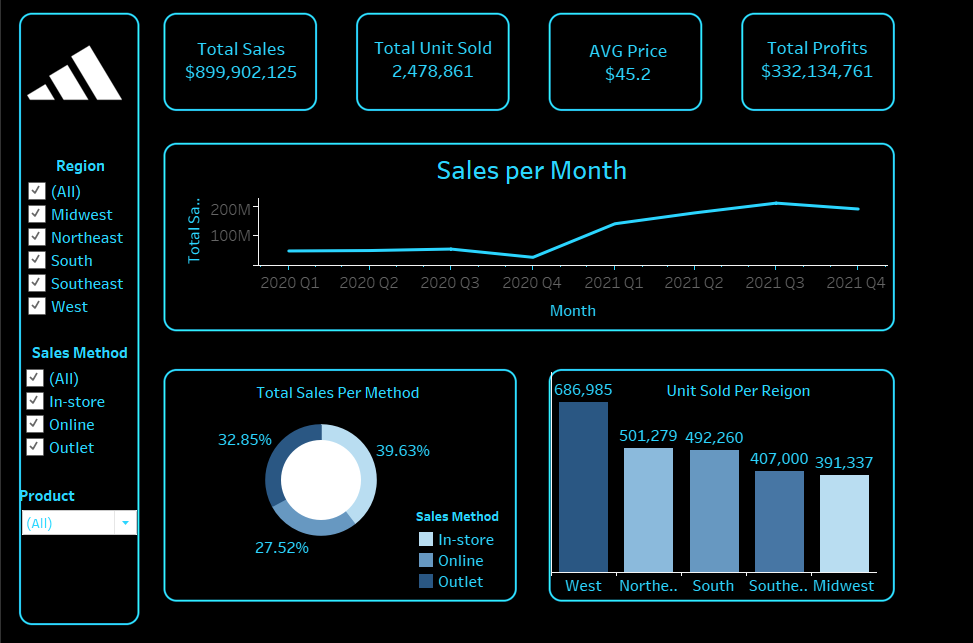 Total Sales
$899,902,125
Total Unit Sold
2,478,861
AVG Price
$45.2
Total Profits
$332,134,761
Region
(All)
Midwest
Northeast
South
Southeast
West
Sales Method
(All)
In-store
Online
Outlet
Product
(All)
Sales per Month
Total Sa..
200M
100M
2020 Q1 2020 Q2 2020 Q3 2020 Q4 2021 Q1 2021 Q2 2021 Q3 2021 Q4
Month
Total Sales Per Method
32.85%
39.63%
27.52%
Sales Method
In-store
Online
Outlet
Unit Sold Per Reigon
686,985
501,279
492,260
407,000
391,337
West Northe.. South Southe.. Midwest